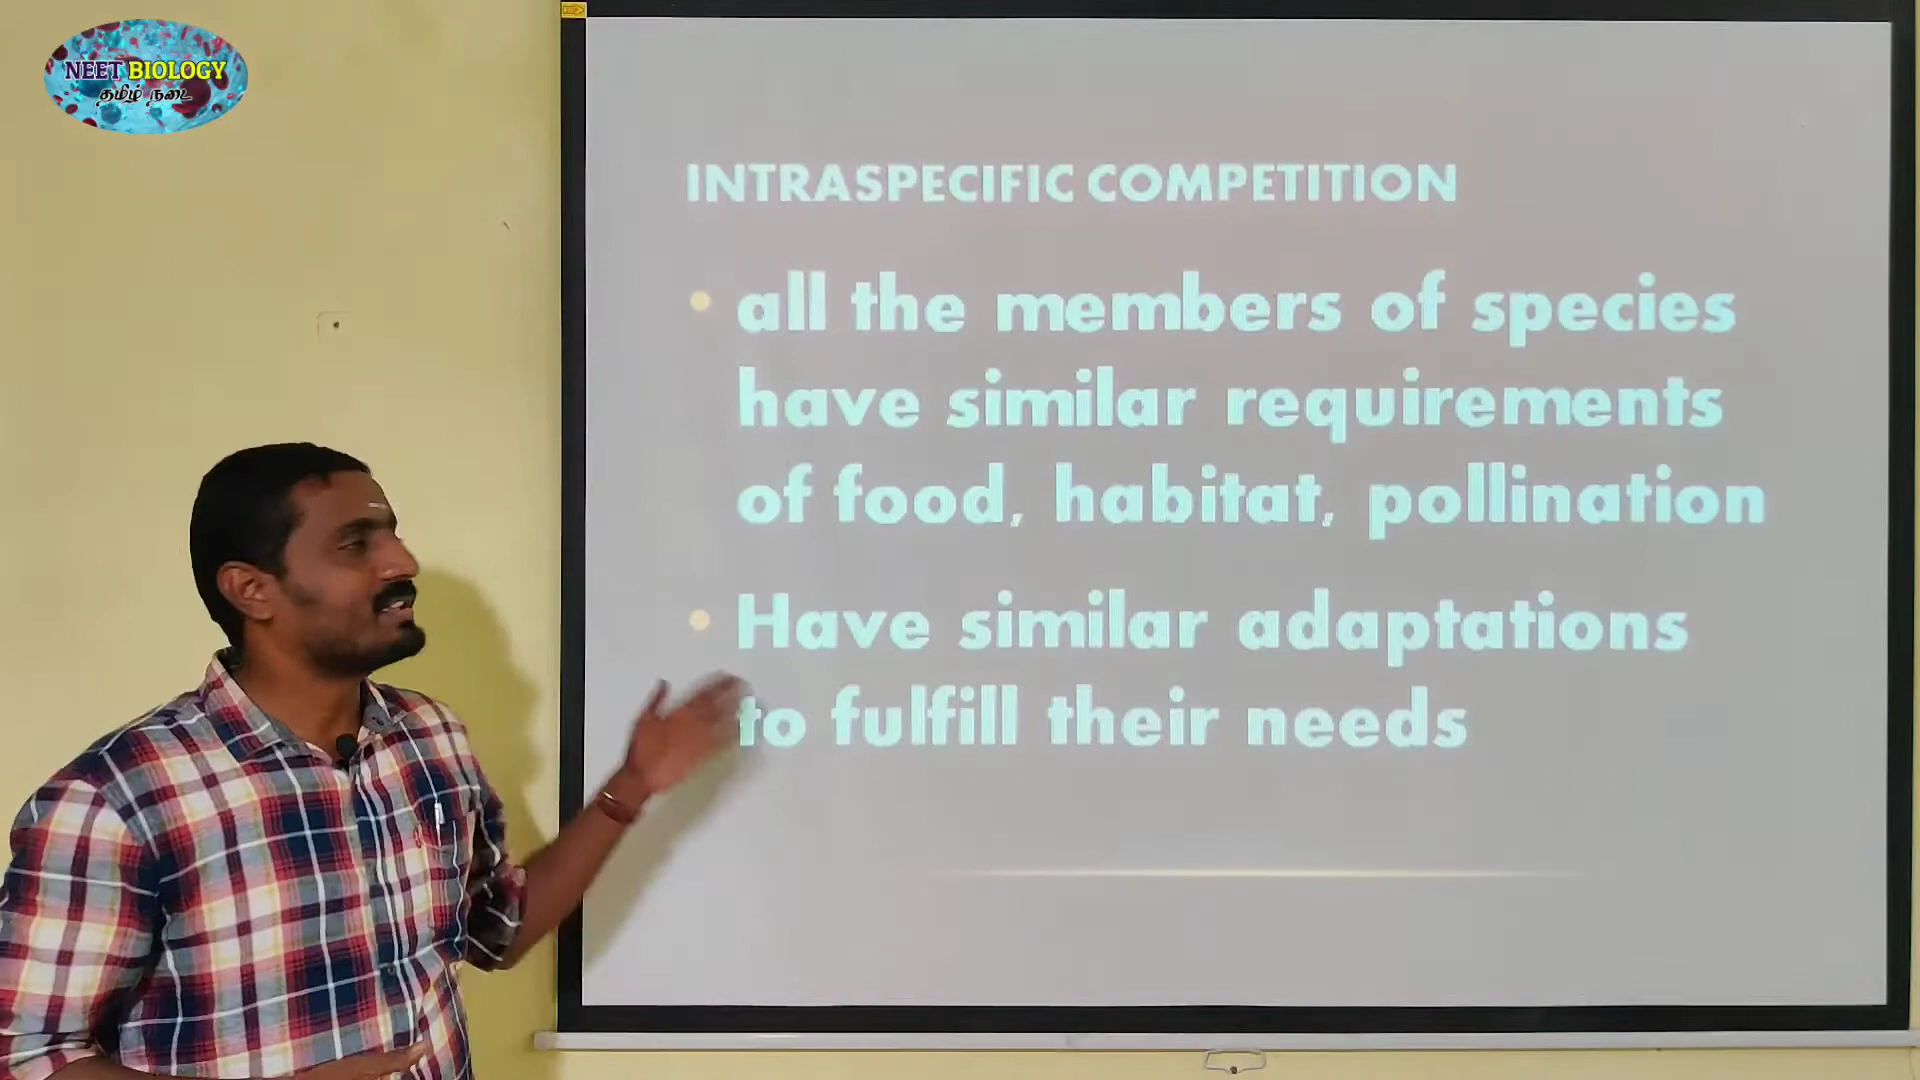 NEET BIOLOGY
தமிழ் நடை
INTRASPECIFIC COMPETITION
• all the members of species
have similar requirements
of food, habitat, pollination
• Have similar adaptations
to fulfill their needs